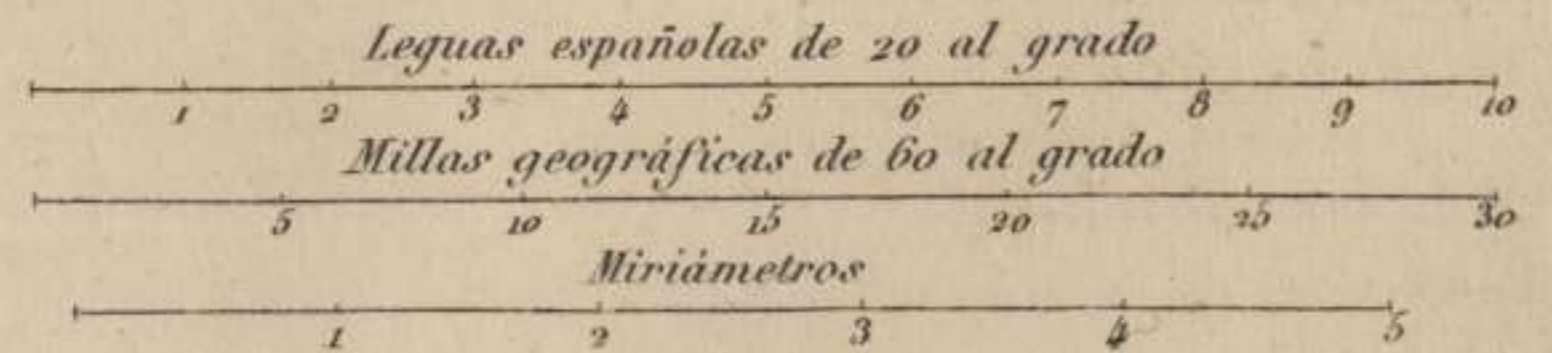 Leguas españolas de 20 al grado
1 2 3 4 5 6 7 8 9 10
Millas geográficas de 60 al grado
5 10 15 20 25 30
Miriámetros
1 2 3 4 5